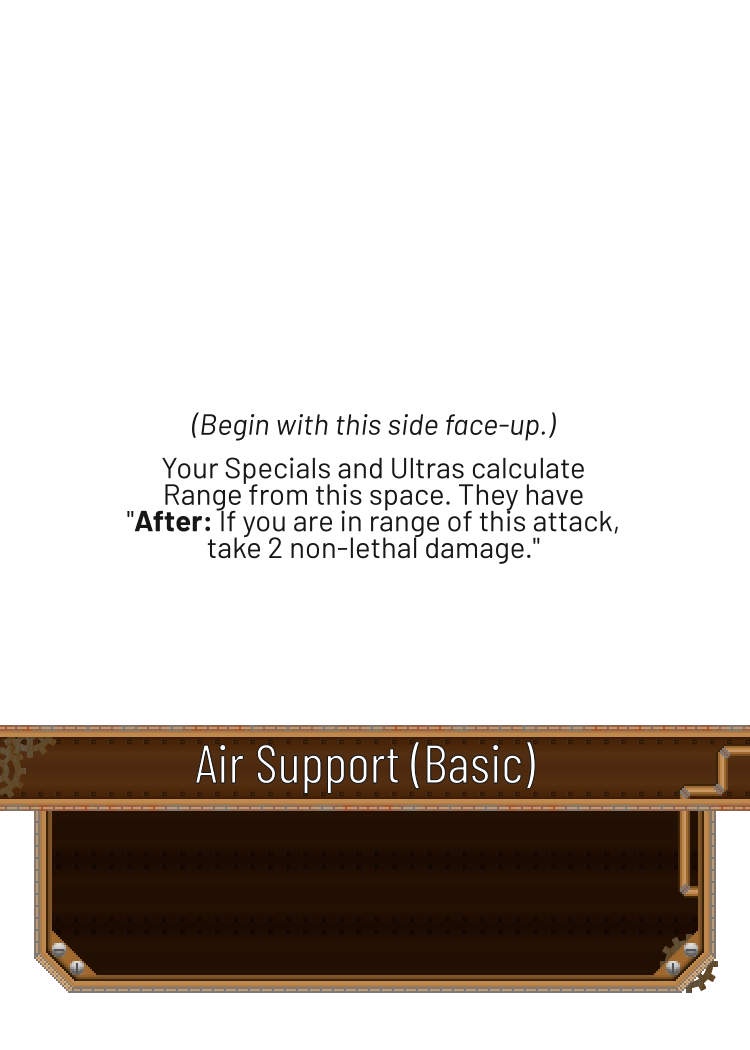 (Begin with this side face-up.)
Your Specials and Ultras calculate
Range from this space. They have
"After: If you are in range of this attack,
take 2 non-lethal damage."
Air Support (Basic)